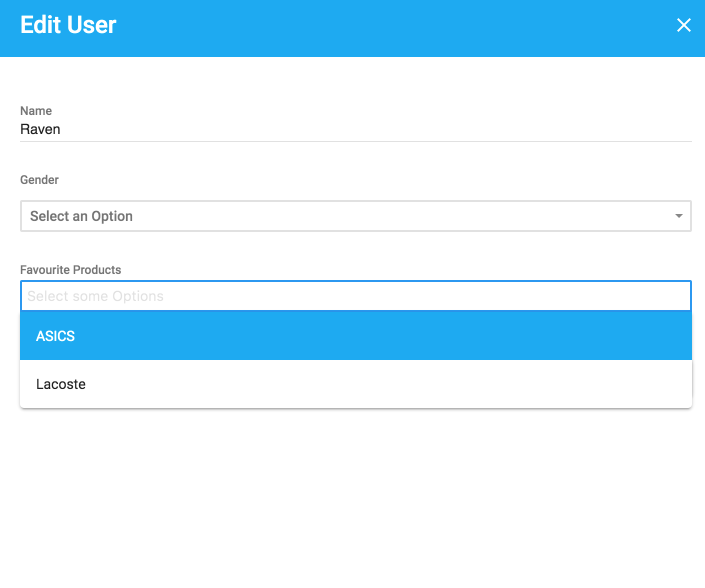 Edit User
Name
Raven
Gender
Select an Option
Favourite Products
Select some Options
ASICS
Lacoste